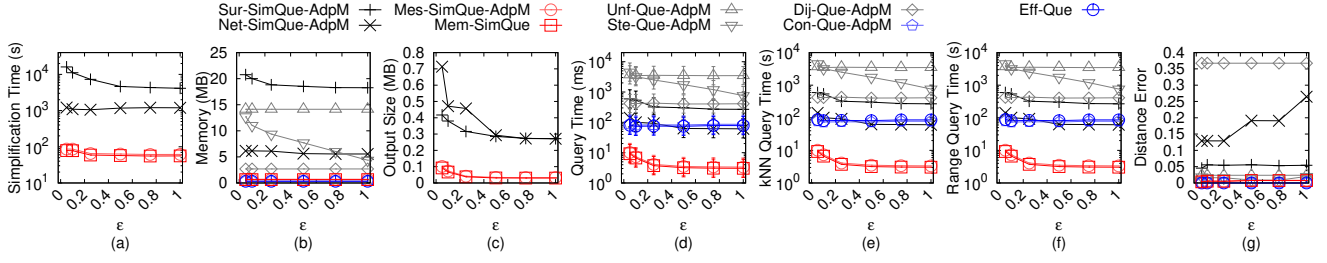 Sur-SimQue-AdpM Mes-SimQue-AdpM Unf-Que-AdpM Dij-Que-AdpM Eff-Que
Net-SimQue-AdpM Mem-SimQue Ste-Que-AdpM Con-Que-AdpM
Simplification Time (s)
10^4
10^3
10^2
10^1
0 0.2 0.4 0.6 0.8 1
ε
(a)
Memory (MB)
25
20
15
10
5
0
0 0.2 0.4 0.6 0.8 1
ε
(b)
Output Size (MB)
0.8
0.6
0.4
0.2
0
0 0.2 0.4 0.6 0.8 1
ε
(c)
Query Time (ms)
10^4
10^3
10^2
10^1
10^0
0 0.2 0.4 0.6 0.8 1
ε
(d)
kNN Query Time (s)
10^4
10^3
10^2
10^1
10^0
0 0.2 0.4 0.6 0.8 1
ε
(e)
Range Query Time (s)
10^4
10^3
10^2
10^1
10^0
0 0.2 0.4 0.6 0.8 1
ε
(f)
Distance Error
0.4
0.35
0.3
0.25
0.2
0.15
0.1
0.05
0
0 0.2 0.4 0.6 0.8 1
ε
(g)